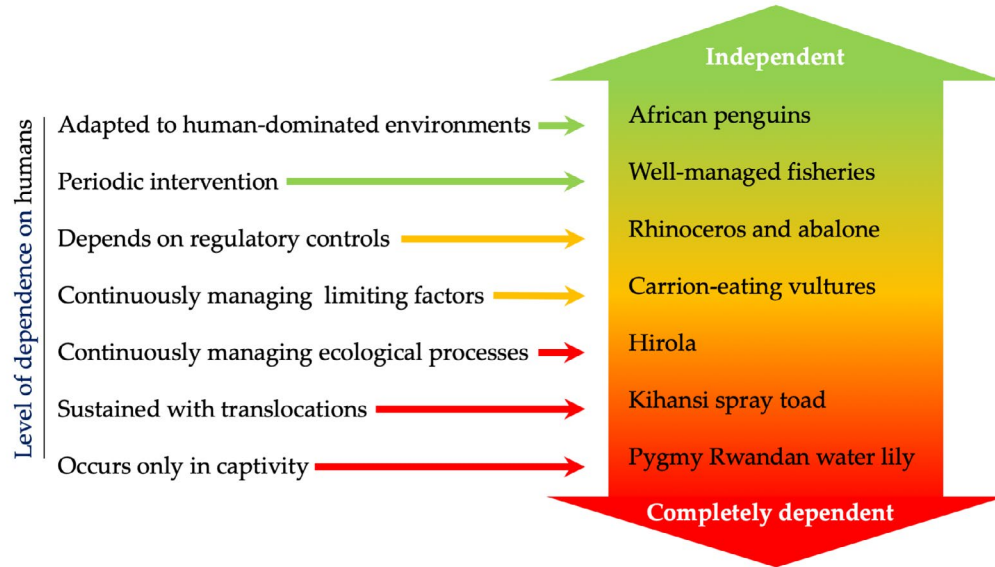 Independent
Level of dependence on humans
Adapted to human-dominated environments
African penguins
Periodic intervention
Well-managed fisheries
Depends on regulatory controls
Rhinoceros and abalone
Continuously managing limiting factors
Carrion-eating vultures
Continuously managing ecological processes
Hirola
Sustained with translocations
Kihansi spray toad
Occurs only in captivity
Pygmy Rwandan water lily
Completely dependent